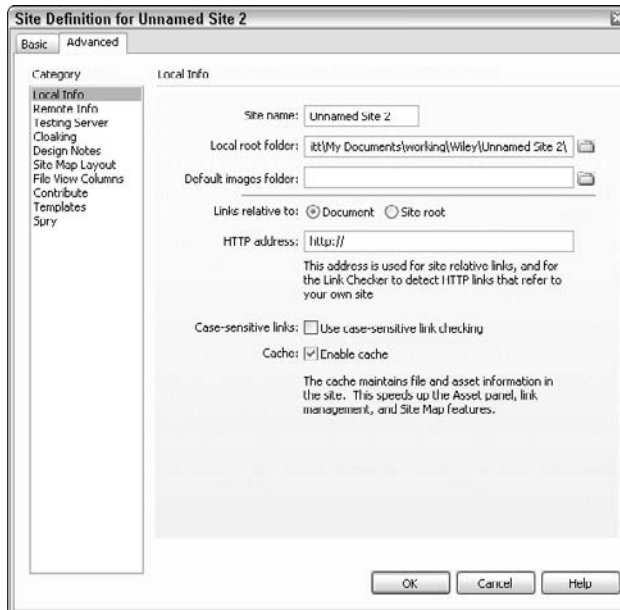 Site Definition for Unnamed Site 2
Basic
Advanced
Category
Local Info
Remote Info
Testing Server
Cloaking
Design Notes
Site Map Layout
File View Columns
Contribute
Templates
Spry
Local Info
Site name: Unnamed Site 2
Local root folder: itt\My Documents\working\Wiley\Unnamed Site 2\
Default images folder:
Links relative to: Document Site root
HTTP address: http://
This address is used for site relative links, and for
the Link Checker to detect HTTP links that refer to
your own site
Case-sensitive links: Use case-sensitive link checking
Cache: Enable cache
The cache maintains file and asset information in
the site. This speeds up the Asset panel, link
management, and Site Map features.
OK Cancel Help